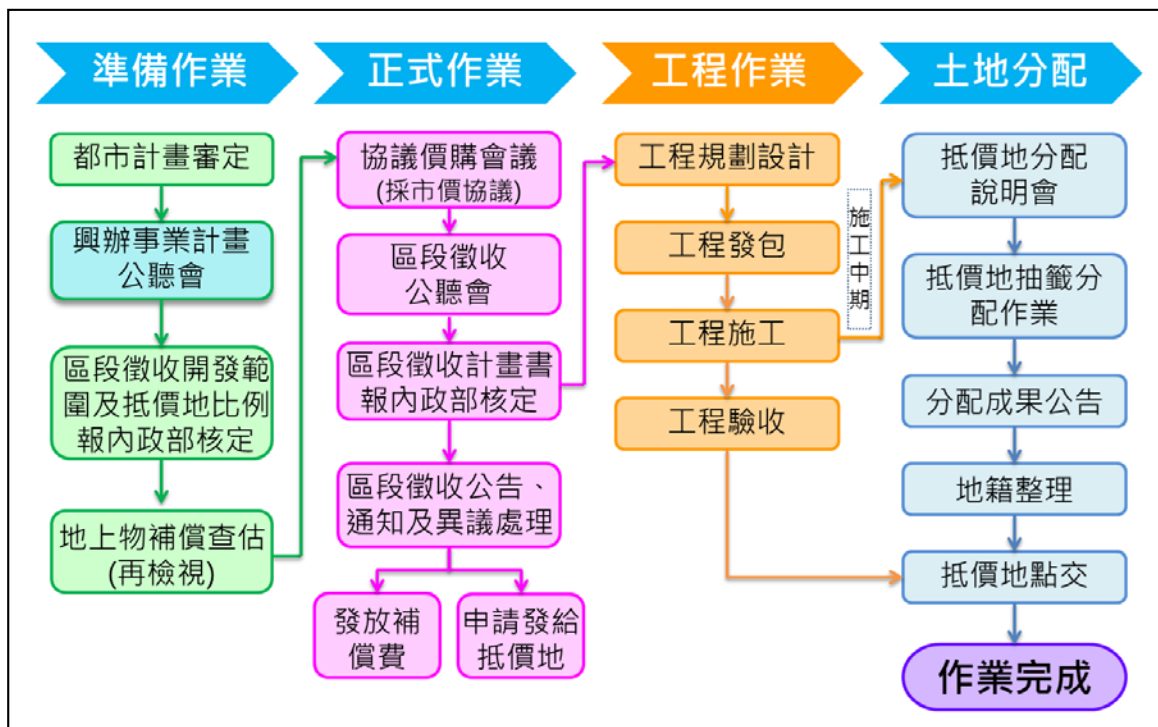 準備作業
都市計畫審定
興辦事業計畫
公聽會
區段徵收開發範
圍及抵價地比例
報內政部核定
地上物補償查估
(再檢視)
正式作業
協議價購會議
(採市價協議)
區段徵收
公聽會
區段徵收計畫書
報內政部核定
區段徵收公告、
通知及異議處理
發放補
償費
申請發給
抵價地
工程作業
工程規劃設計
工程發包
工程施工
工程驗收
施工中期
土地分配
抵價地分配
說明會
抵價地抽籤分
配作業
分配成果公告
地籍整理
抵價地點交
作業完成